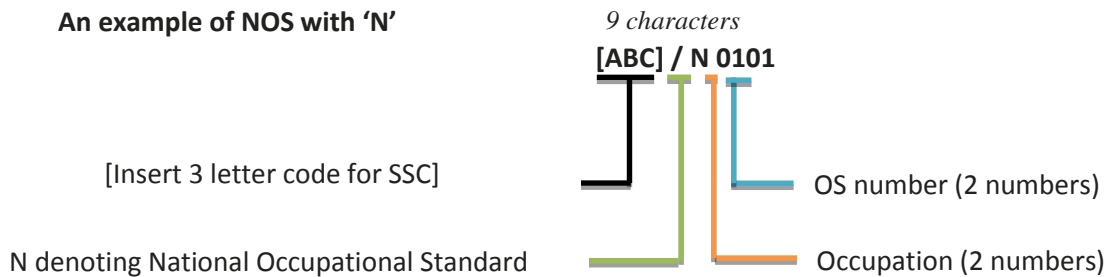 An example of NOS with ‘N’
9 characters
[ABC] / N 0101
[Insert 3 letter code for SSC]
OS number (2 numbers)
N denoting National Occupational Standard
Occupation (2 numbers)